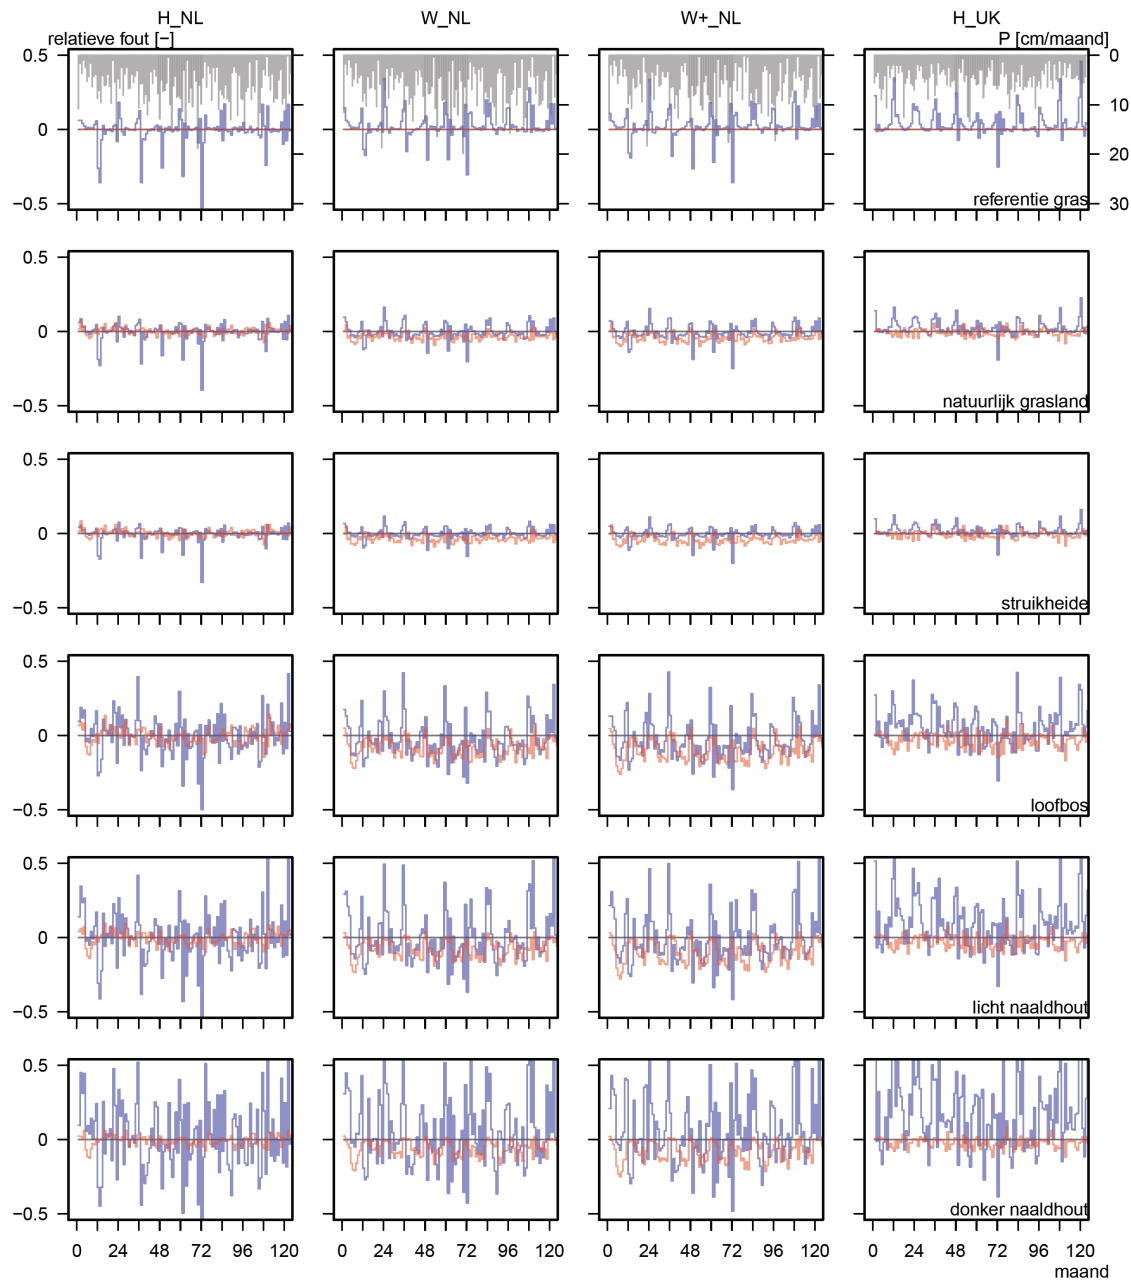 H_NL W_NL W+_NL H_UK
relatieve fout [−] P [cm/maand]
0.5 0
10
0
20
−0.5 referentie gras 30
0.5
0
−0.5 natuurlijk grasland
0.5
0
−0.5 struikheide
0.5
0
−0.5 loofbos
0.5
0
−0.5 licht naaldhout
0.5
0
−0.5 donker naaldhout
0 24 48 72 96 120 0 24 48 72 96 120 0 24 48 72 96 120 0 24 48 72 96 120
maand